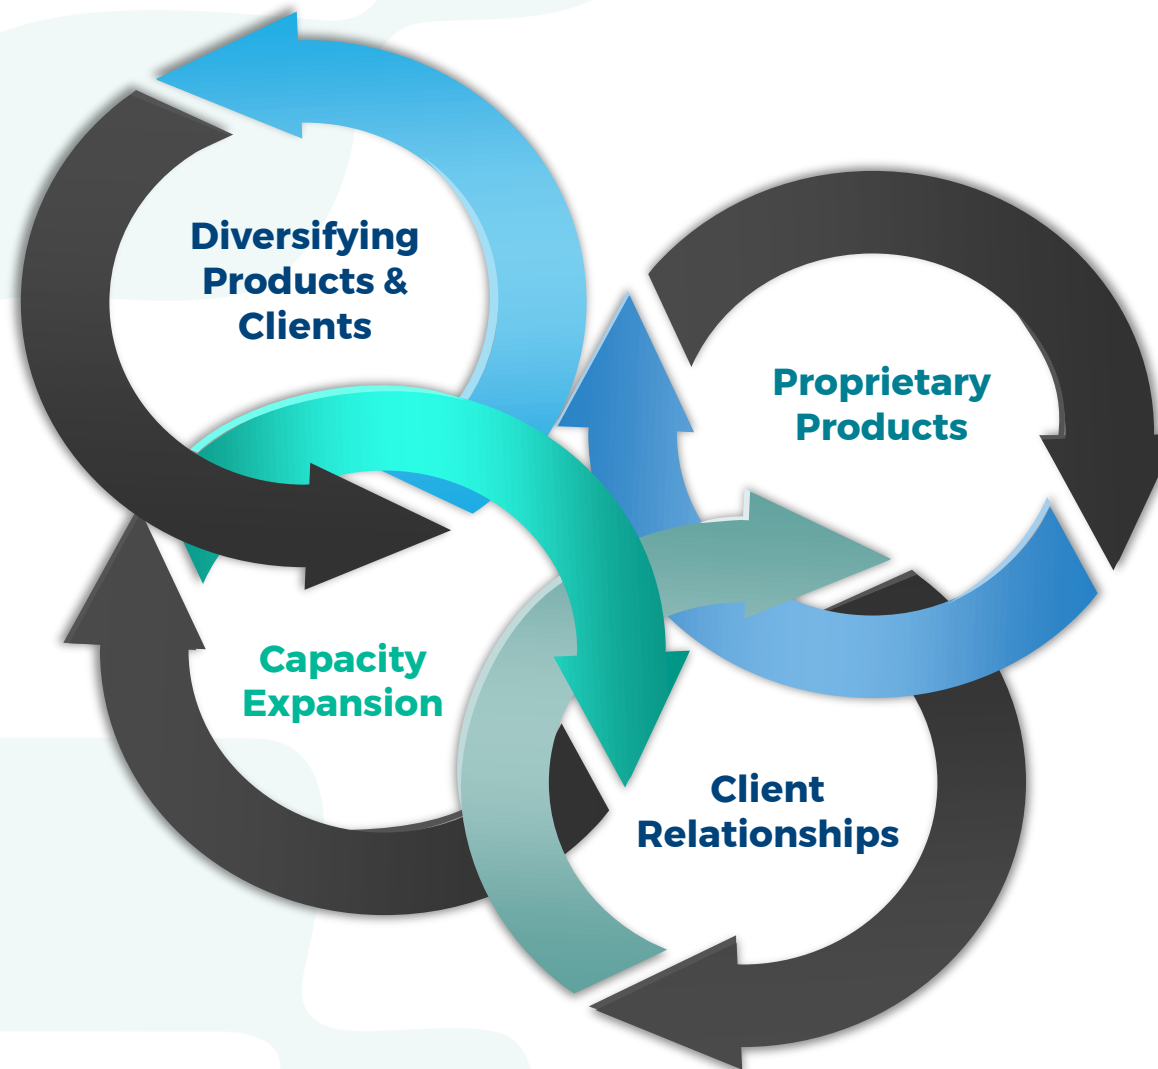 Diversifying
Products &
Clients
Proprietary
Products
Capacity
Expansion
Client
Relationships